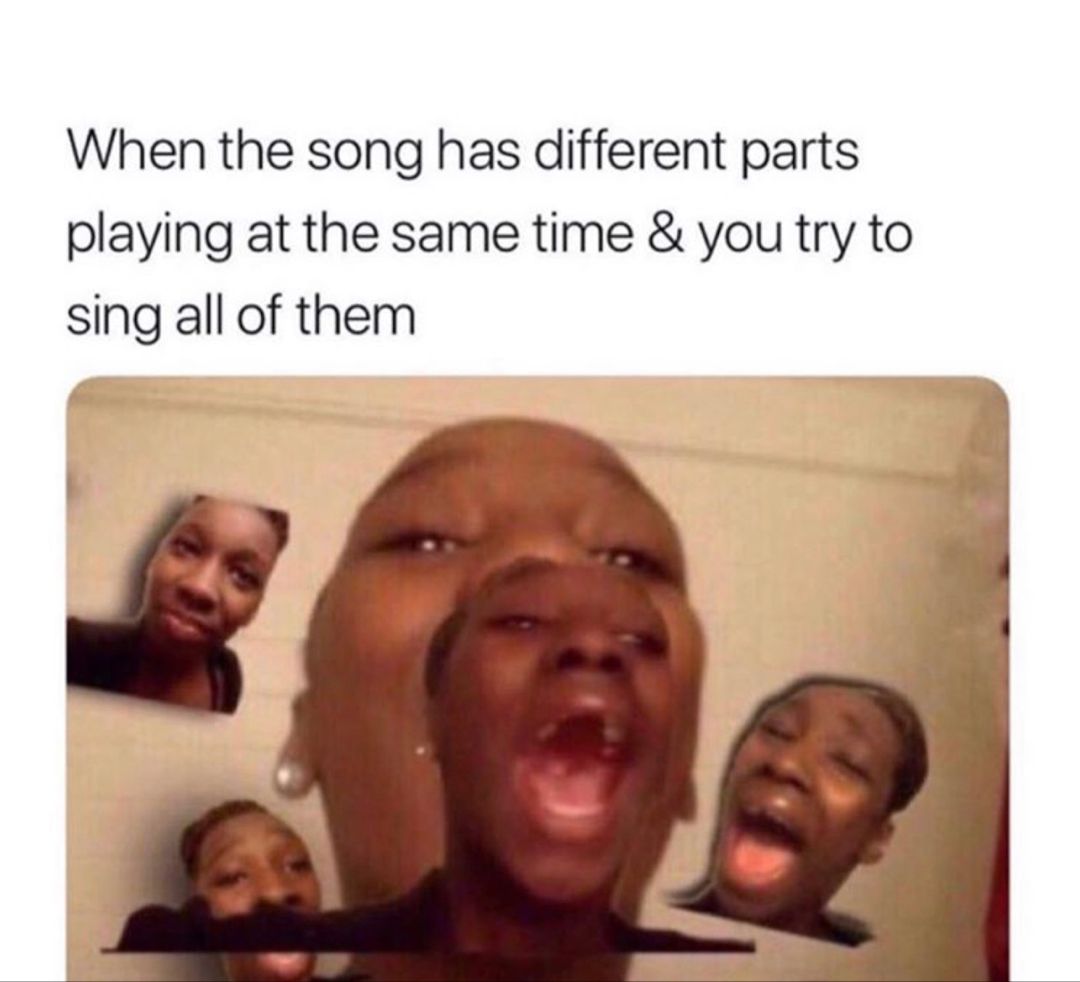 When the song has different parts
playing at the same time & you try to
sing all of them